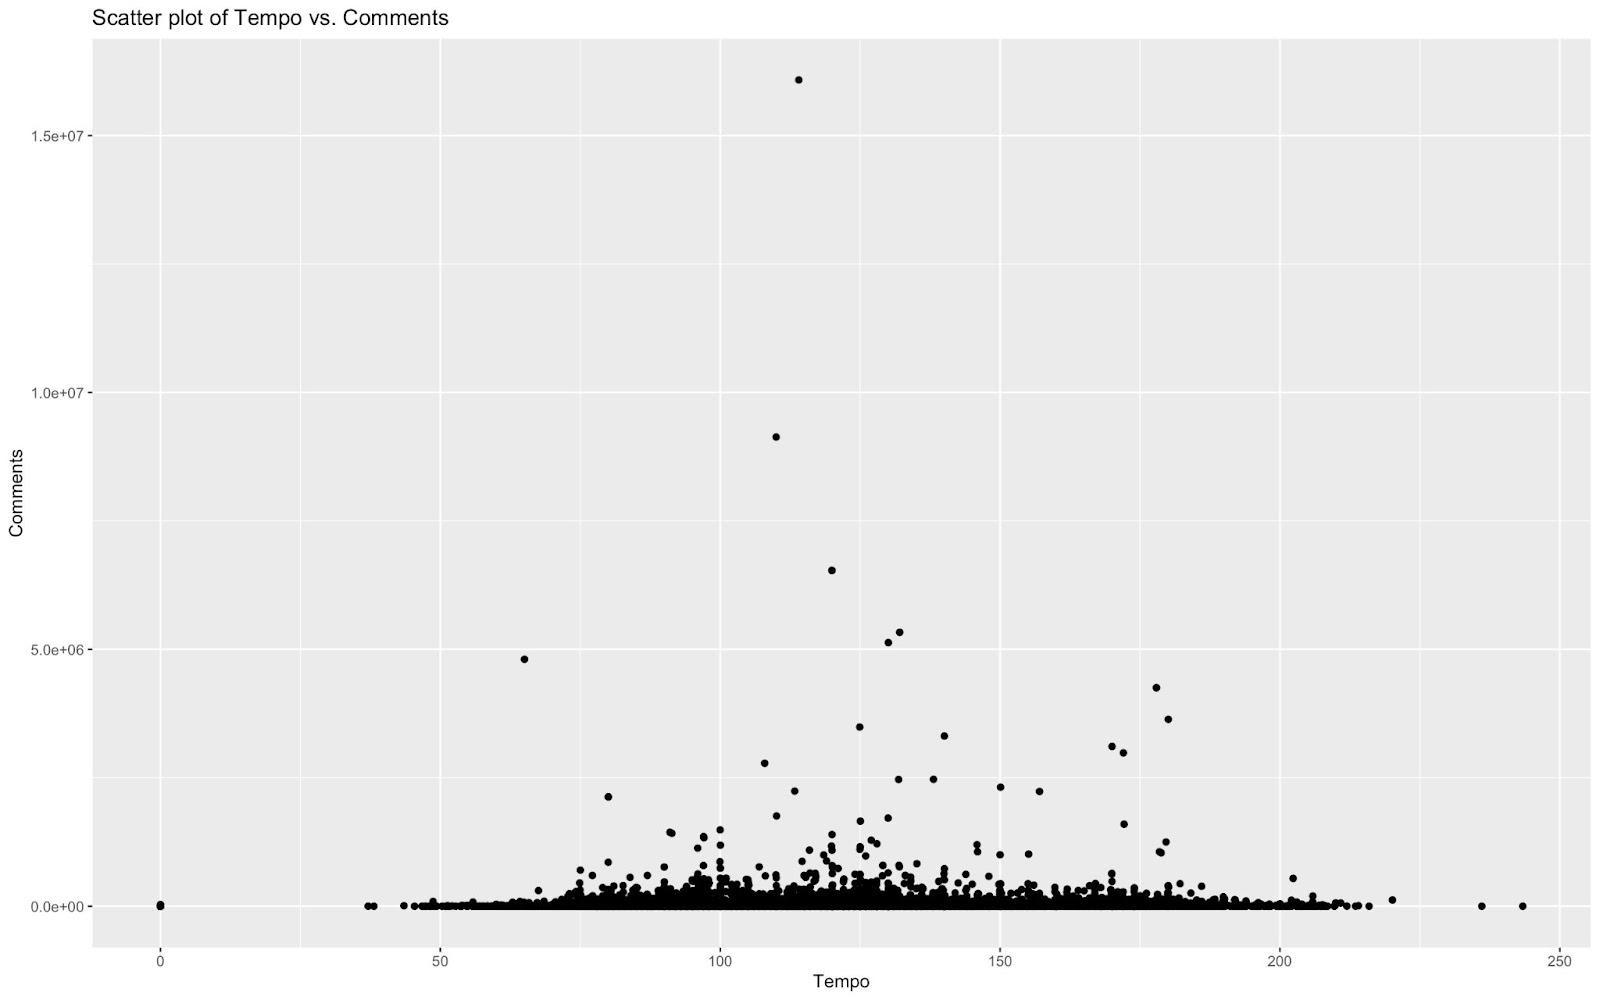 Scatter plot of Tempo vs. Comments
1.5e+07
1.0e+07
5.0e+06
0.0e+00
Comments
0 50 100 150 200 250
Tempo